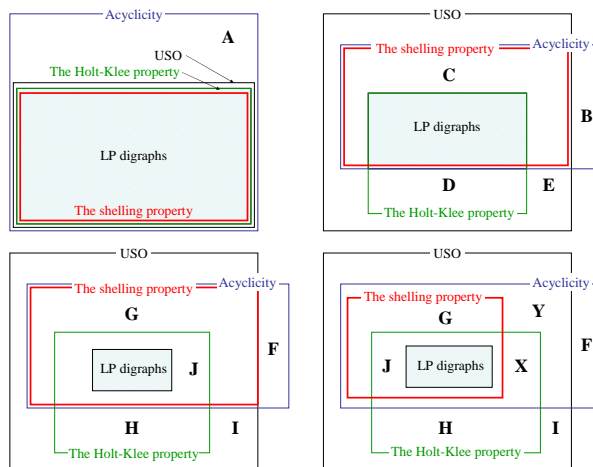 Acyclicity
A
USO
The Holt-Klee property
LP digraphs
The shelling property
USO
Acyclicity
The shelling property
C
B
LP digraphs
D
E
The Holt-Klee property
USO
Acyclicity
The shelling property
G
F
LP digraphs
J
H
I
The Holt-Klee property
USO
Acyclicity
The shelling property
Y
G
F
J
LP digraphs
X
H
I
The Holt-Klee property